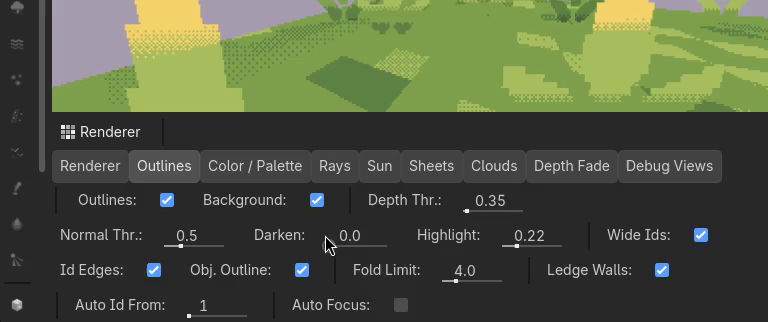 Renderer
Renderer Outlines Color / Palette Rays Sun Sheets Clouds Depth Fade Debug Views
Outlines: Background: Depth Thr.: 0.35
Normal Thr.: 0.5 Darken: 0.0 Highlight: 0.22 Wide Ids:
Id Edges: Obj. Outline: Fold Limit: 4.0 Ledge Walls:
Auto Id From: 1 Auto Focus: